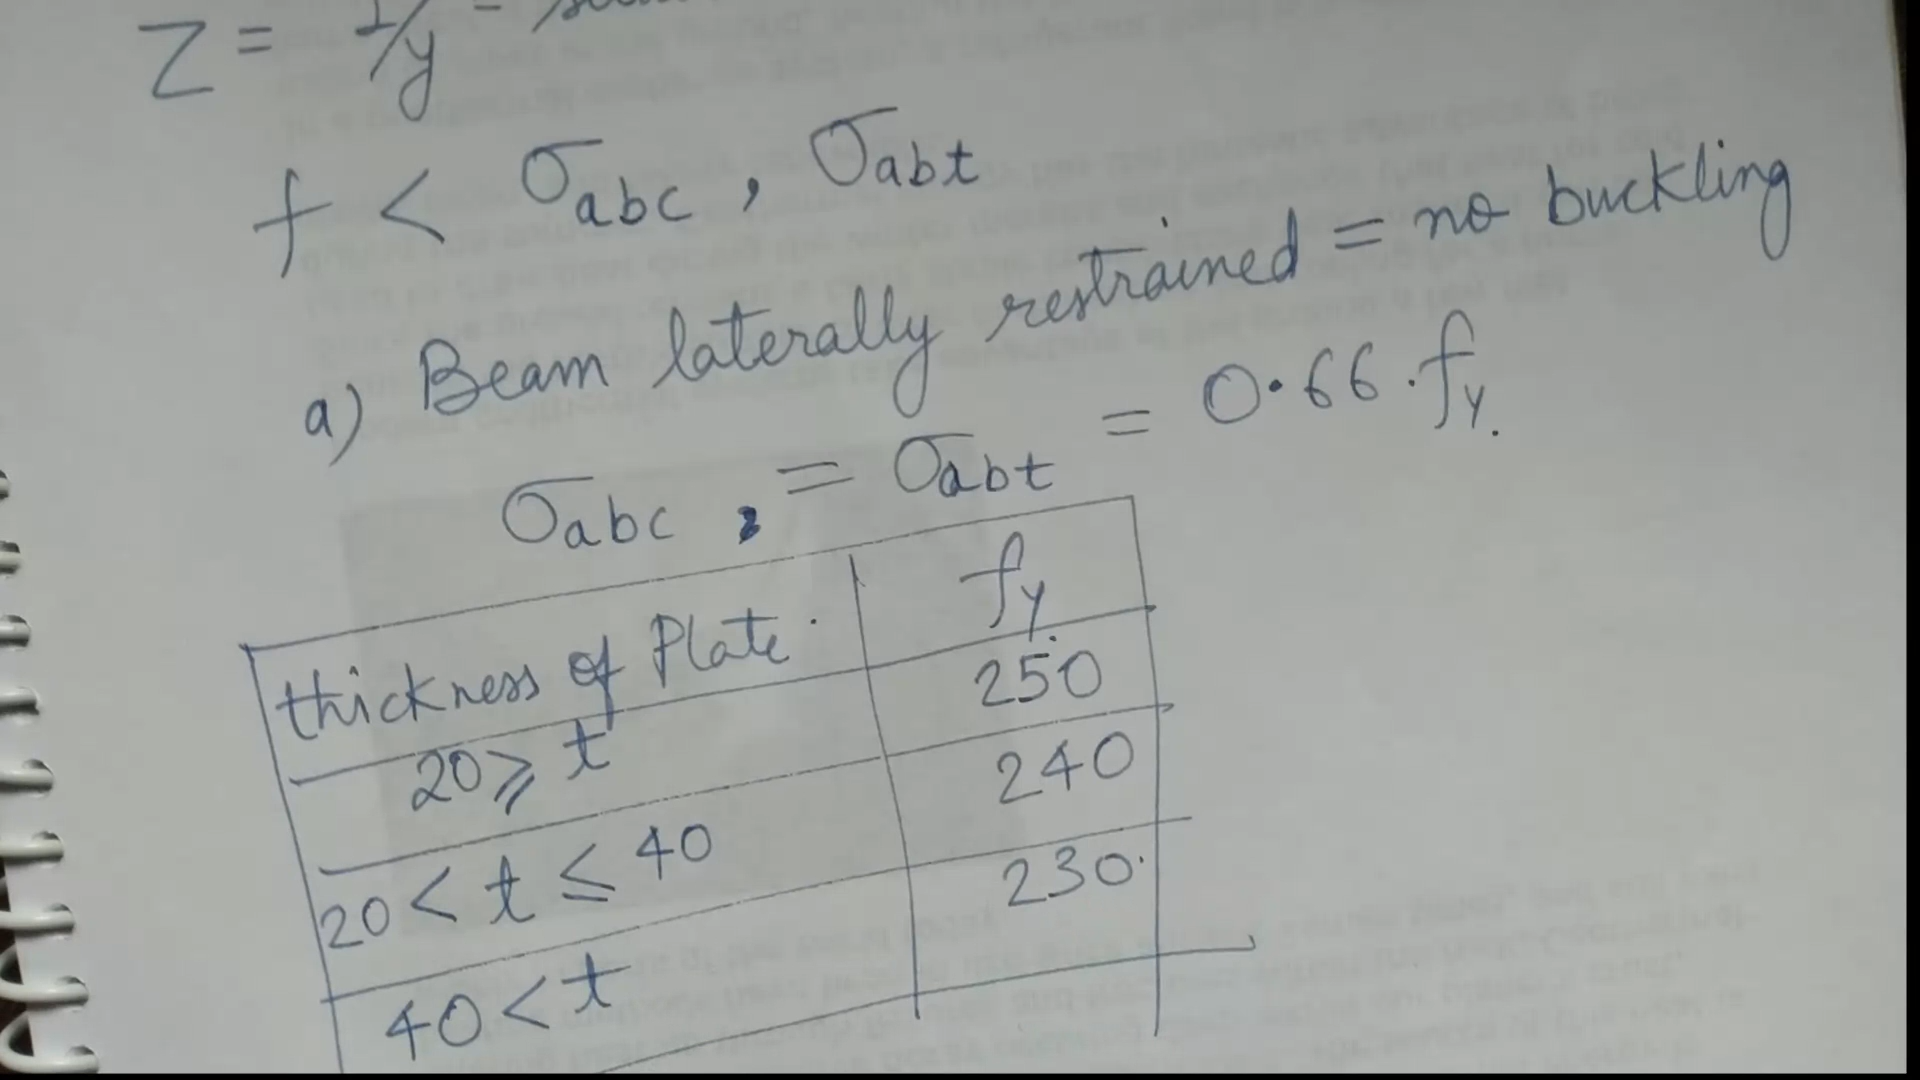 Z = I/y =
f < σabc , σabt
a) Beam laterally restrained = no buckling
σabc , = σabt = 0.66 . fy.
thickness of Plate. fy
20 ⩾ t 250
20 < t ≤ 40 240
40 < t 230.